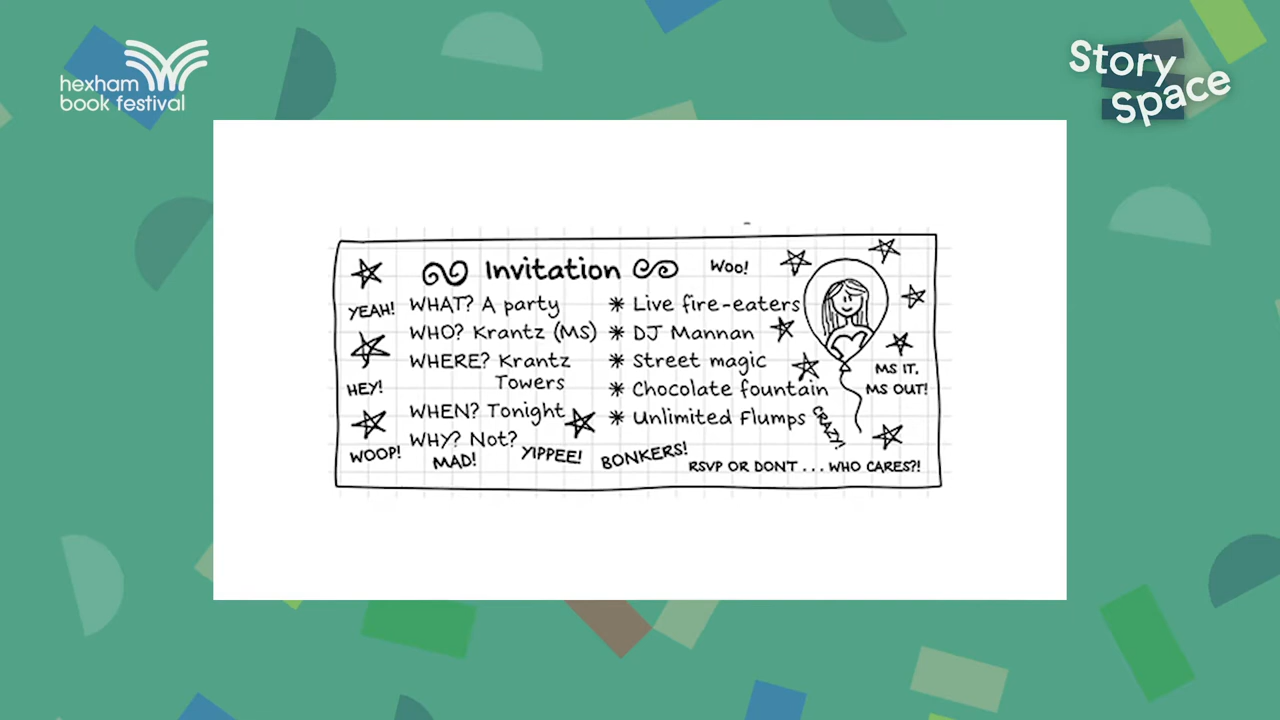 hexham
book festival
Story
Space
Invitation
Woo!
YEAH!
HEY!
WOOP!
WHAT? A party
WHO? Krantz (MS)
WHERE? Krantz
Towers
WHEN? Tonight
WHY? Not?
MAD!
YIPPEE!
BONKERS!
* Live fire-eaters
* DJ Mannan
* Street magic
* Chocolate fountain
* Unlimited Flumps
CRAZY!
MS IT,
MS OUT!
RSVP OR DON'T . . . WHO CARES?!